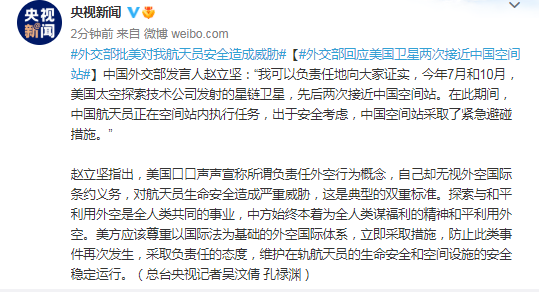 央视新闻
央视
新闻
2分钟前 来自 微博 weibo.com
#外交部批美对我航天员安全造成威胁#【#外交部回应美国卫星两次接近中国空间
站#】中国外交部发言人赵立坚：“我可以负责任地向大家证实，今年7月和10月，
美国太空探索技术公司发射的星链卫星，先后两次接近中国空间站。在此期间，
中国航天员正在空间站内执行任务，出于安全考虑，中国空间站采取了紧急避碰
措施。”
赵立坚指出，美国口口声声宣称所谓负责任外空行为概念，自己却无视外空国际
条约义务，对航天员生命安全造成严重威胁，这是典型的双重标准。探索与和平
利用外空是全人类共同的事业，中方始终本着为全人类谋福利的精神和平利用外
空。美方应该尊重以国际法为基础的外空国际体系，立即采取措施，防止此类事
件再次发生，采取负责任的态度，维护在轨航天员的生命安全和空间设施的安全
稳定运行。（总台央视记者吴汶倩 孔禄渊）